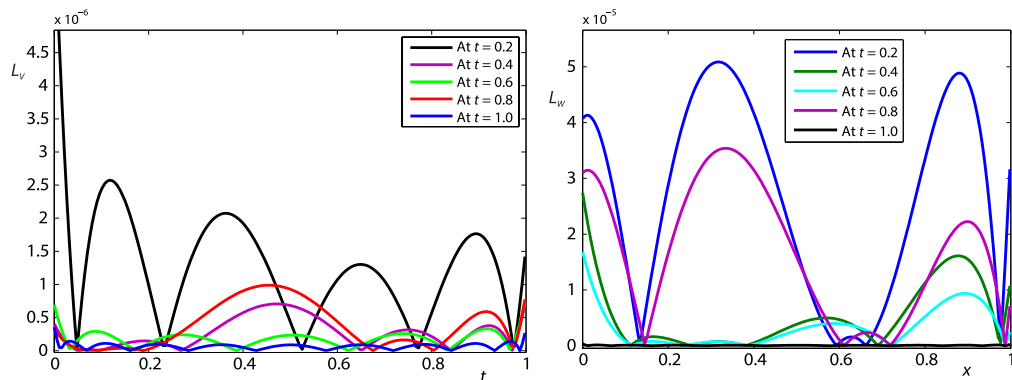 x 10⁻⁶
4.5
L_V
4
3.5
3
2.5
2
1.5
1
0.5
0
0
0.2
0.4
0.6
0.8
1
t
At t = 0.2
At t = 0.4
At t = 0.6
At t = 0.8
At t = 1.0
x 10⁻⁵
5
L_W
4
3
2
1
0
0
0.2
0.4
0.6
0.8
1
x
At t = 0.2
At t = 0.4
At t = 0.6
At t = 0.8
At t = 1.0